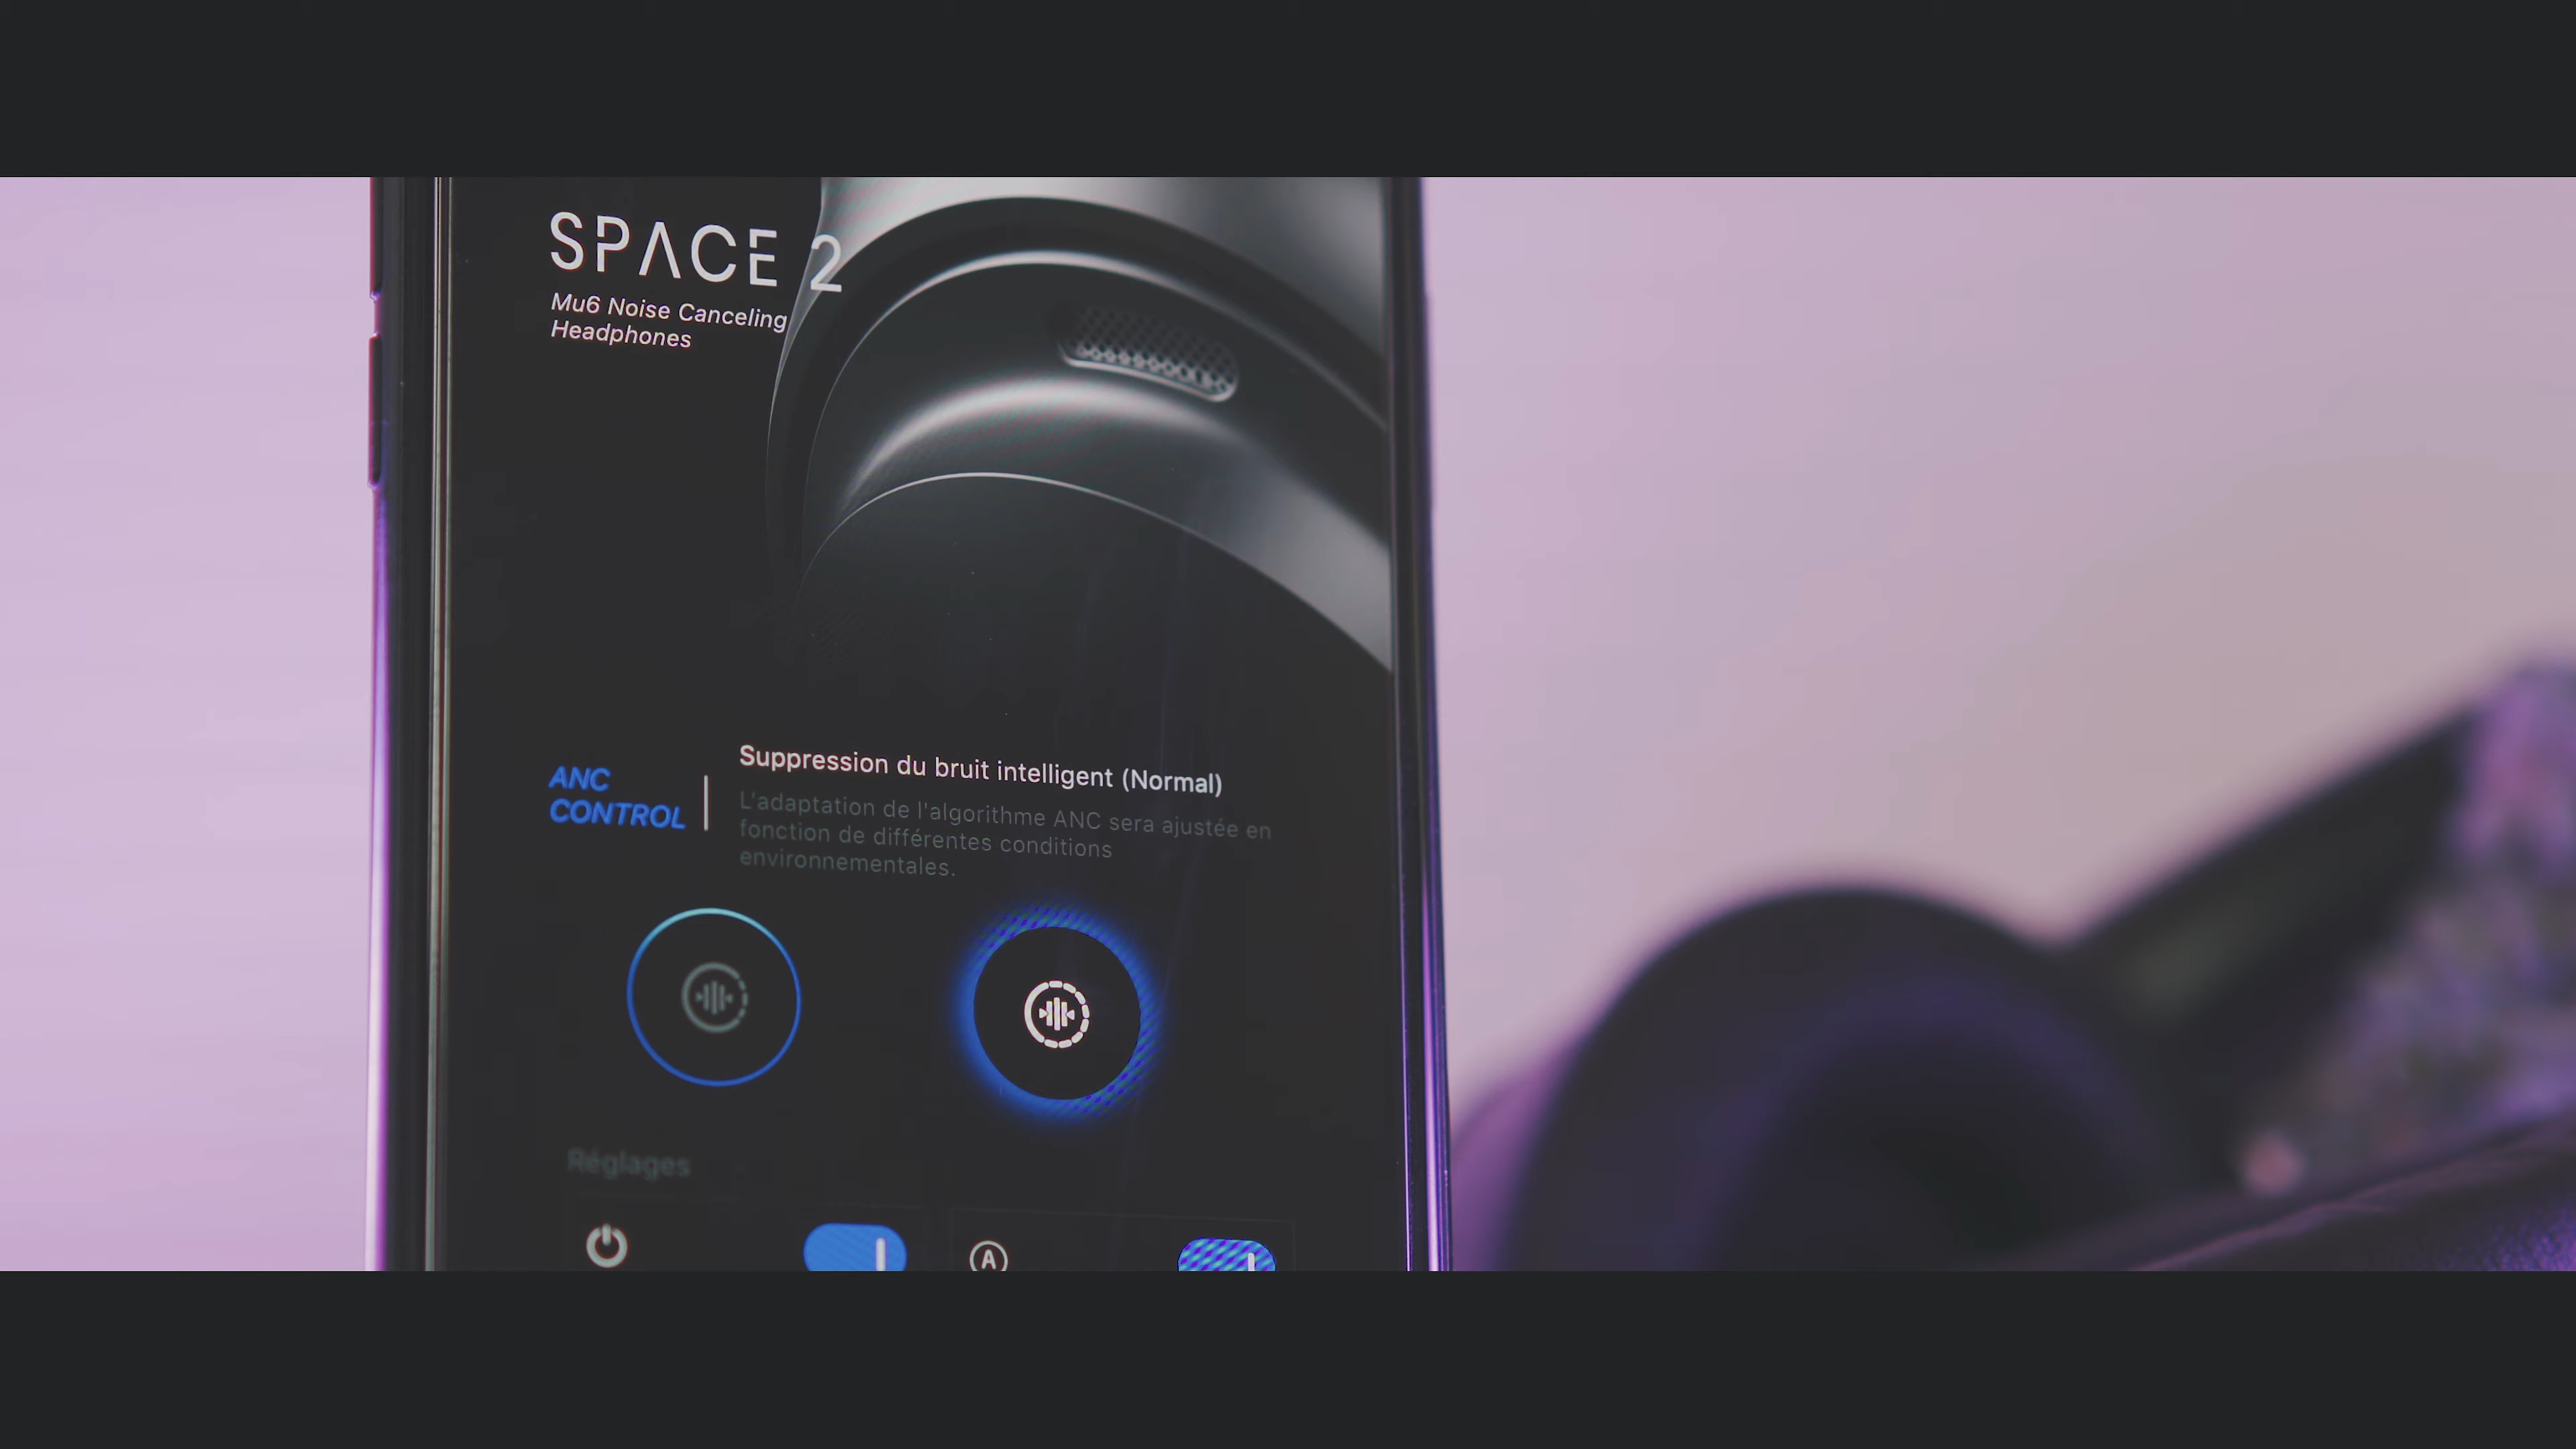 SPACE 2
Mu6 Noise Canceling
Headphones
ANC
CONTROL
Suppression du bruit intelligent (Normal)
L'adaptation de l'algorithme ANC sera ajustée en
fonction de différentes conditions
environnementales.
Réglages
A